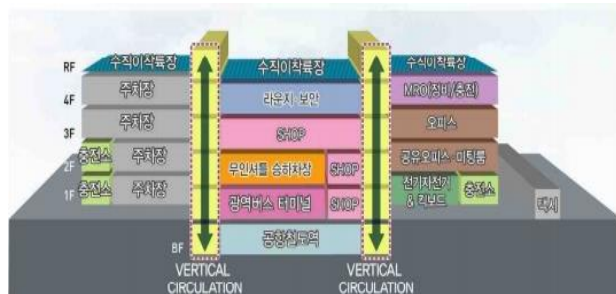 RF 수직이착륙장 수직이착륙장 수직이착륙장
4F 주차장 라운지·보안 MRO(정비/충전)
3F 주차장 SHOP 오피스
2F 충전소 주차장 무인셔틀 승하차장 SHOP 공유오피스·미팅룸
1F 충전소 주차장 광역버스 터미널 SHOP 전기자전기 & 킥보드 충전소 택시
BF 공항철도역
VERTICAL CIRCULATION
VERTICAL CIRCULATION